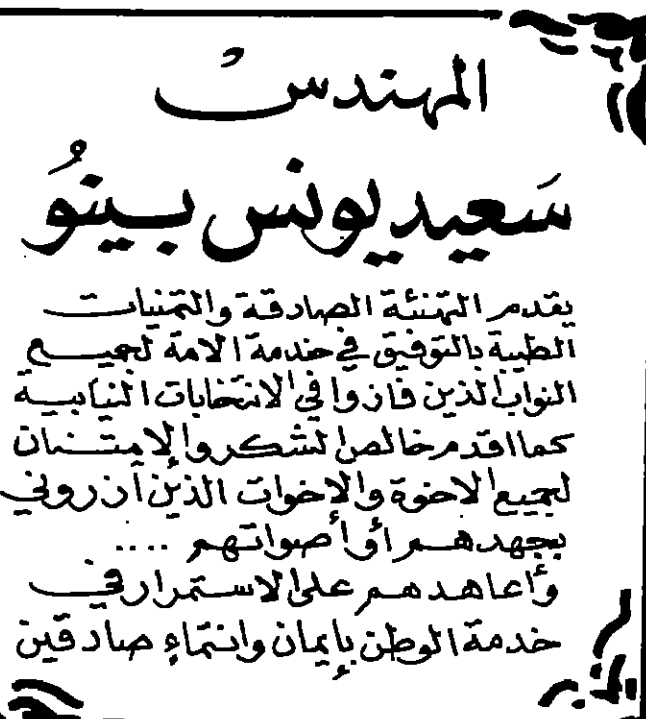 المهندس
سَعيد يونس بينوُ
يقدم التهنئة الصادقة والتمنيات
الطيبة بالتوفيق في خدمة الامة لجميع
النواب الذين فازوا في الانتخابات النيابية
كما اقدم خالص الشكر والامتنان
لجميع الاخوة والاخوات الذين آزروني
بجهدهم أو أصواتهم ....
وأعاهدهم على الاستمرار في
خدمة الوطن بإيمان وانتماءٍ صادقين